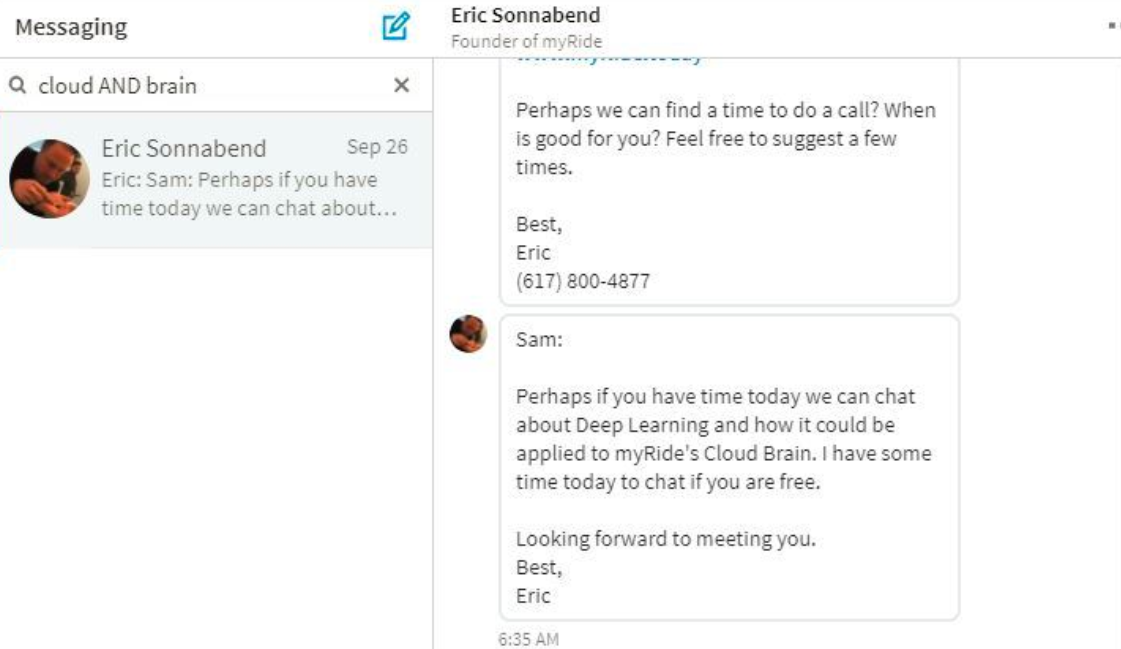 Messaging
cloud AND brain
Eric Sonnabend
Sep 26
Eric: Sam: Perhaps if you have
time today we can chat about...
Eric Sonnabend
Founder of myRide
Perhaps we can find a time to do a call? When
is good for you? Feel free to suggest a few
times.
Best,
Eric
(617) 800-4877
Sam:
Perhaps if you have time today we can chat
about Deep Learning and how it could be
applied to myRide's Cloud Brain. I have some
time today to chat if you are free.
Looking forward to meeting you.
Best,
Eric
6:35 AM